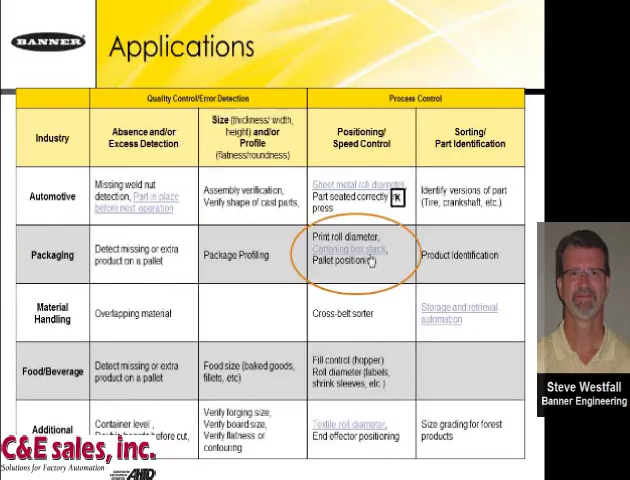 BANNER
Applications
Quality Control/Error Detection
Process Control
Industry
Absence and/or
Excess Detection
Size (thickness/ width,
height) and/or
Profile
(flatness/roundness)
Positioning/
Speed Control
Sorting/
Part Identification
Automotive
Missing weld nut
detection, Part in place
before next operation
Assembly verification,
Verify shape of cast parts,
Sheet metal roll diameter,
Part seated correctly
press
Identify versions of part
(Tire, crankshaft, etc.)
Packaging
Detect missing or extra
product on a pallet
Package Profiling
Print roll diameter,
Cartoning box stack,
Pallet positioning
Product Identification
Material
Handling
Overlapping material
Cross-belt sorter
Storage and retrieval
automation
Food/Beverage
Detect missing or extra
product on a pallet
Food size (baked goods,
fillets, etc)
Fill control (hopper)
Roll diameter (labels,
shrink sleeves, etc.)
Additional
Container level ,
before cut,
Verify forging size,
Verify board size,
Verify flatness or
contouring
Textile roll diameter,
End effector positioning
Size grading for forest
products
Steve Westfall
Banner Engineering
C&E sales, inc.
Solutions for Factory Automation
AHTD